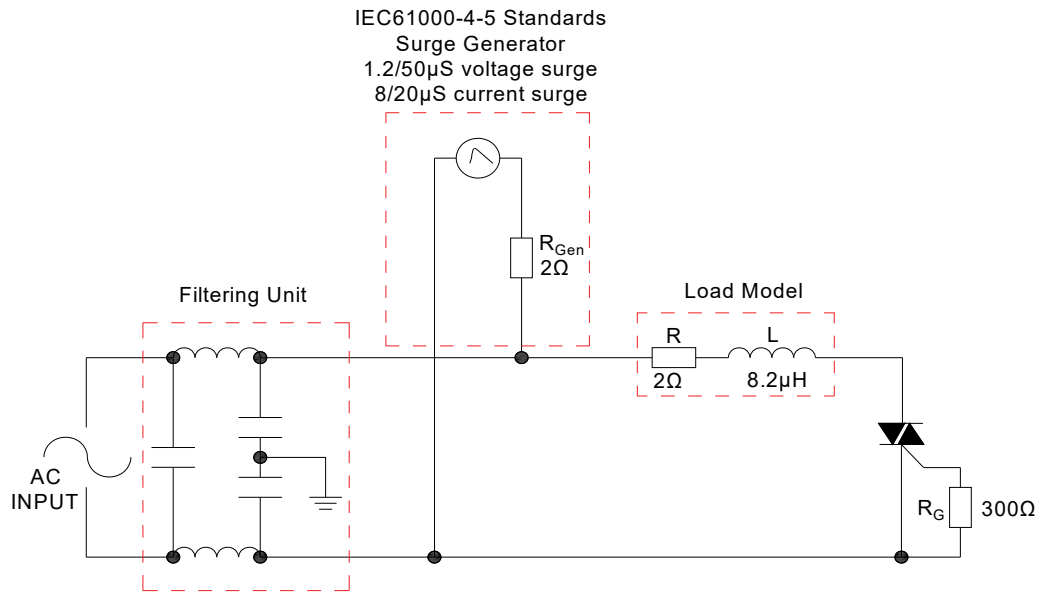 IEC61000-4-5 Standards
Surge Generator
1.2/50µS voltage surge
8/20µS current surge
RGen
2Ω
Filtering Unit
Load Model
R
L
2Ω
8.2µH
AC
INPUT
RG
300Ω